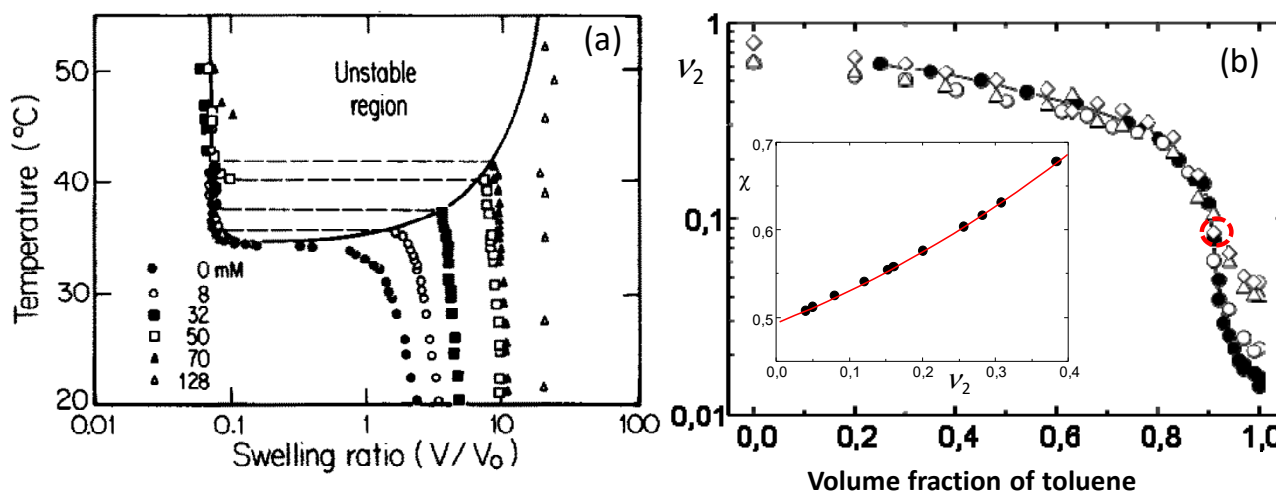 (a)
Unstable
region
Temperature (°C)
50
40
30
20
0 mM
8
32
50
70
128
0.01
0.1
1
10
100
Swelling ratio (V/V₀)
(b)
ν₂
1
0,1
0,01
χ
0,7
0,6
0,5
0,0
0,1
0,2
0,3
0,4
ν₂
0,0
0,2
0,4
0,6
0,8
1,0
Volume fraction of toluene